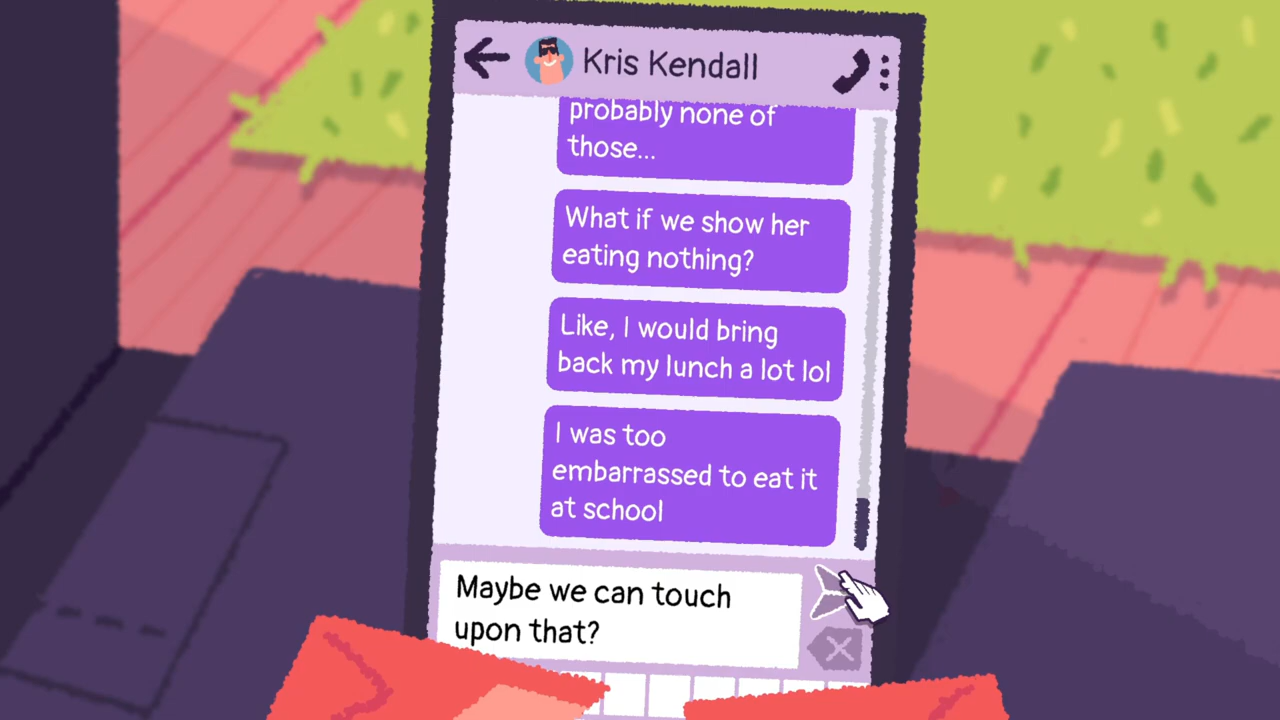 Kris Kendall
probably none of
those...
What if we show her
eating nothing?
Like, I would bring
back my lunch a lot lol
I was too
embarrassed to eat it
at school
Maybe we can touch
upon that?